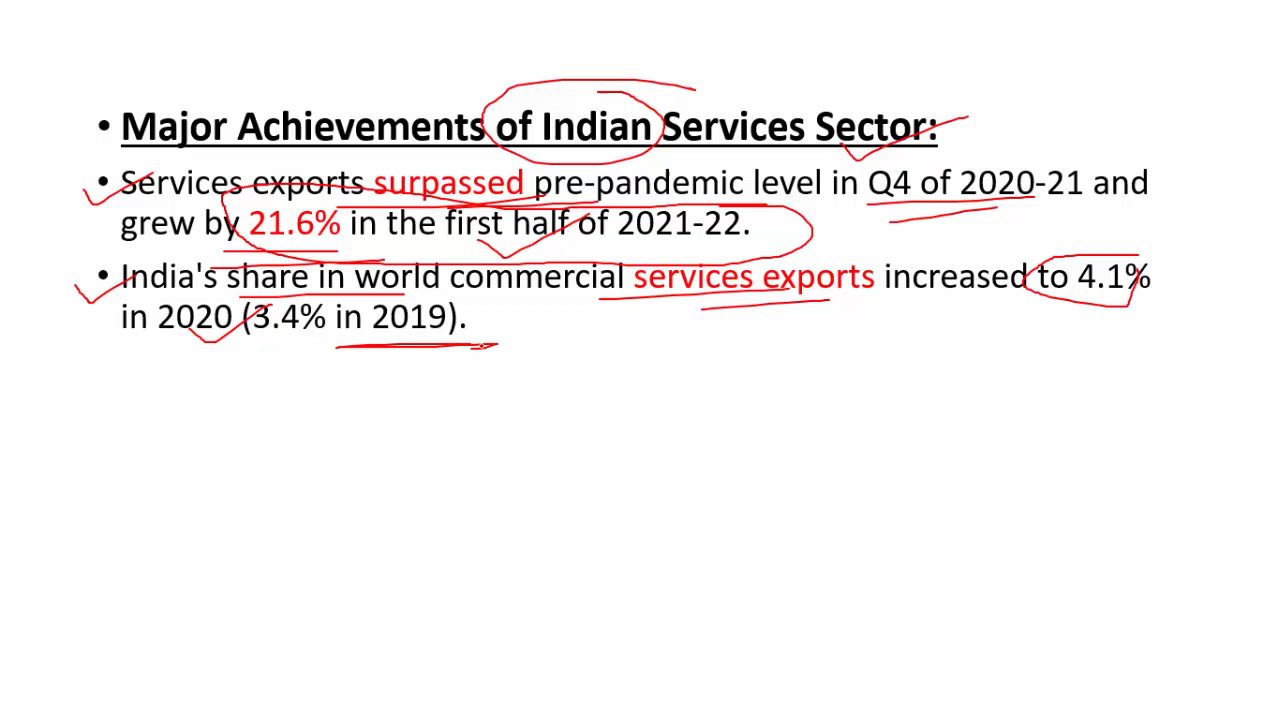 • Major Achievements of Indian Services Sector:
• Services exports surpassed pre-pandemic level in Q4 of 2020-21 and
grew by 21.6% in the first half of 2021-22.
• India's share in world commercial services exports increased to 4.1%
in 2020 (3.4% in 2019).